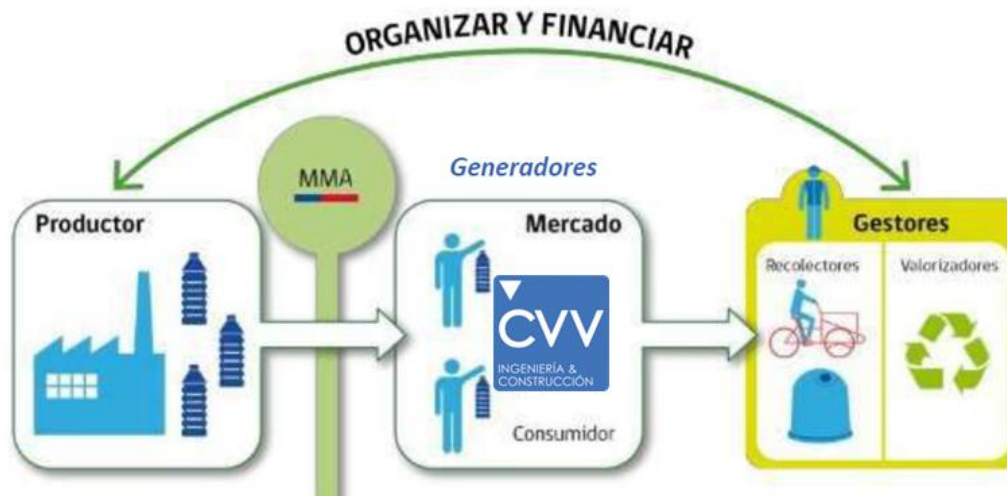 ORGANIZAR Y FINANCIAR
MMA
Generadores
Productor
Mercado
CVV
INGENIERÍA &
CONSTRUCCIÓN
Consumidor
Gestores
Recolectores
Valorizadores